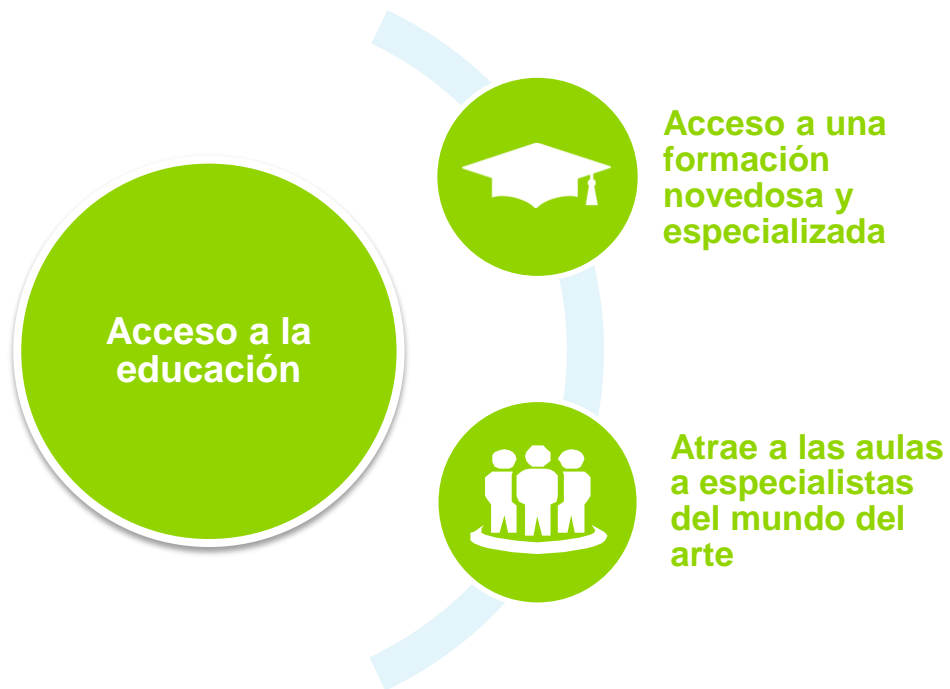 Acceso a la
educación
Acceso a una
formación
novedosa y
especializada
Atrae a las aulas
a especialistas
del mundo del
arte